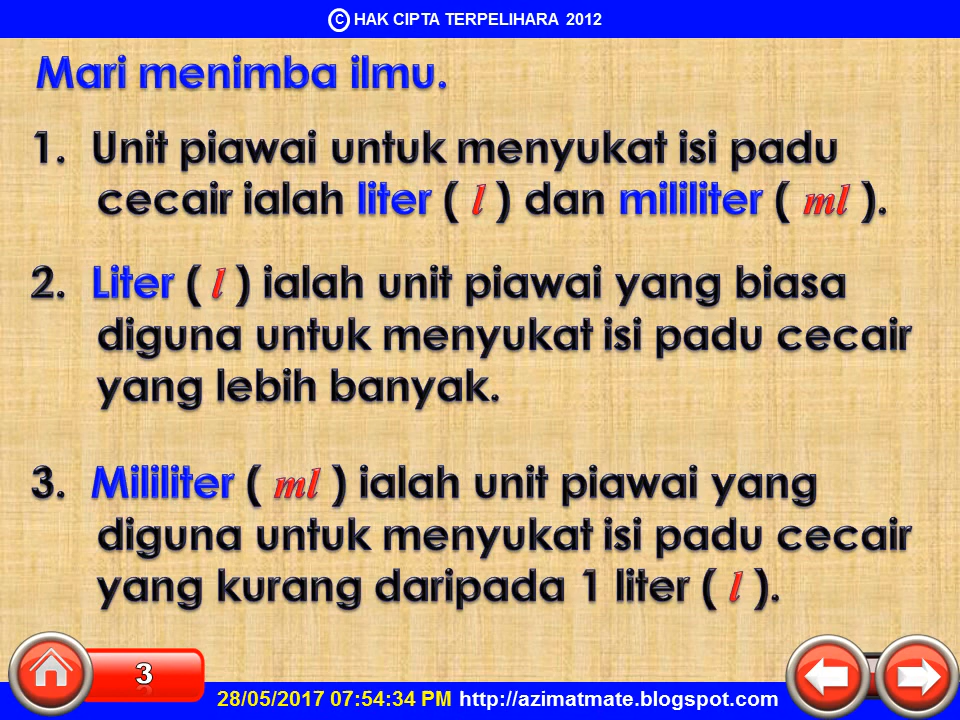 © HAK CIPTA TERPELIHARA 2012
Mari menimba ilmu.
1. Unit piawai untuk menyukat isi padu
cecair ialah liter ( l ) dan mililiter ( ml ).
2. Liter ( l ) ialah unit piawai yang biasa
diguna untuk menyukat isi padu cecair
yang lebih banyak.
3. Mililiter ( ml ) ialah unit piawai yang
diguna untuk menyukat isi padu cecair
yang kurang daripada 1 liter ( l ).
3
28/05/2017 07:54:34 PM http://azimatmate.blogspot.com